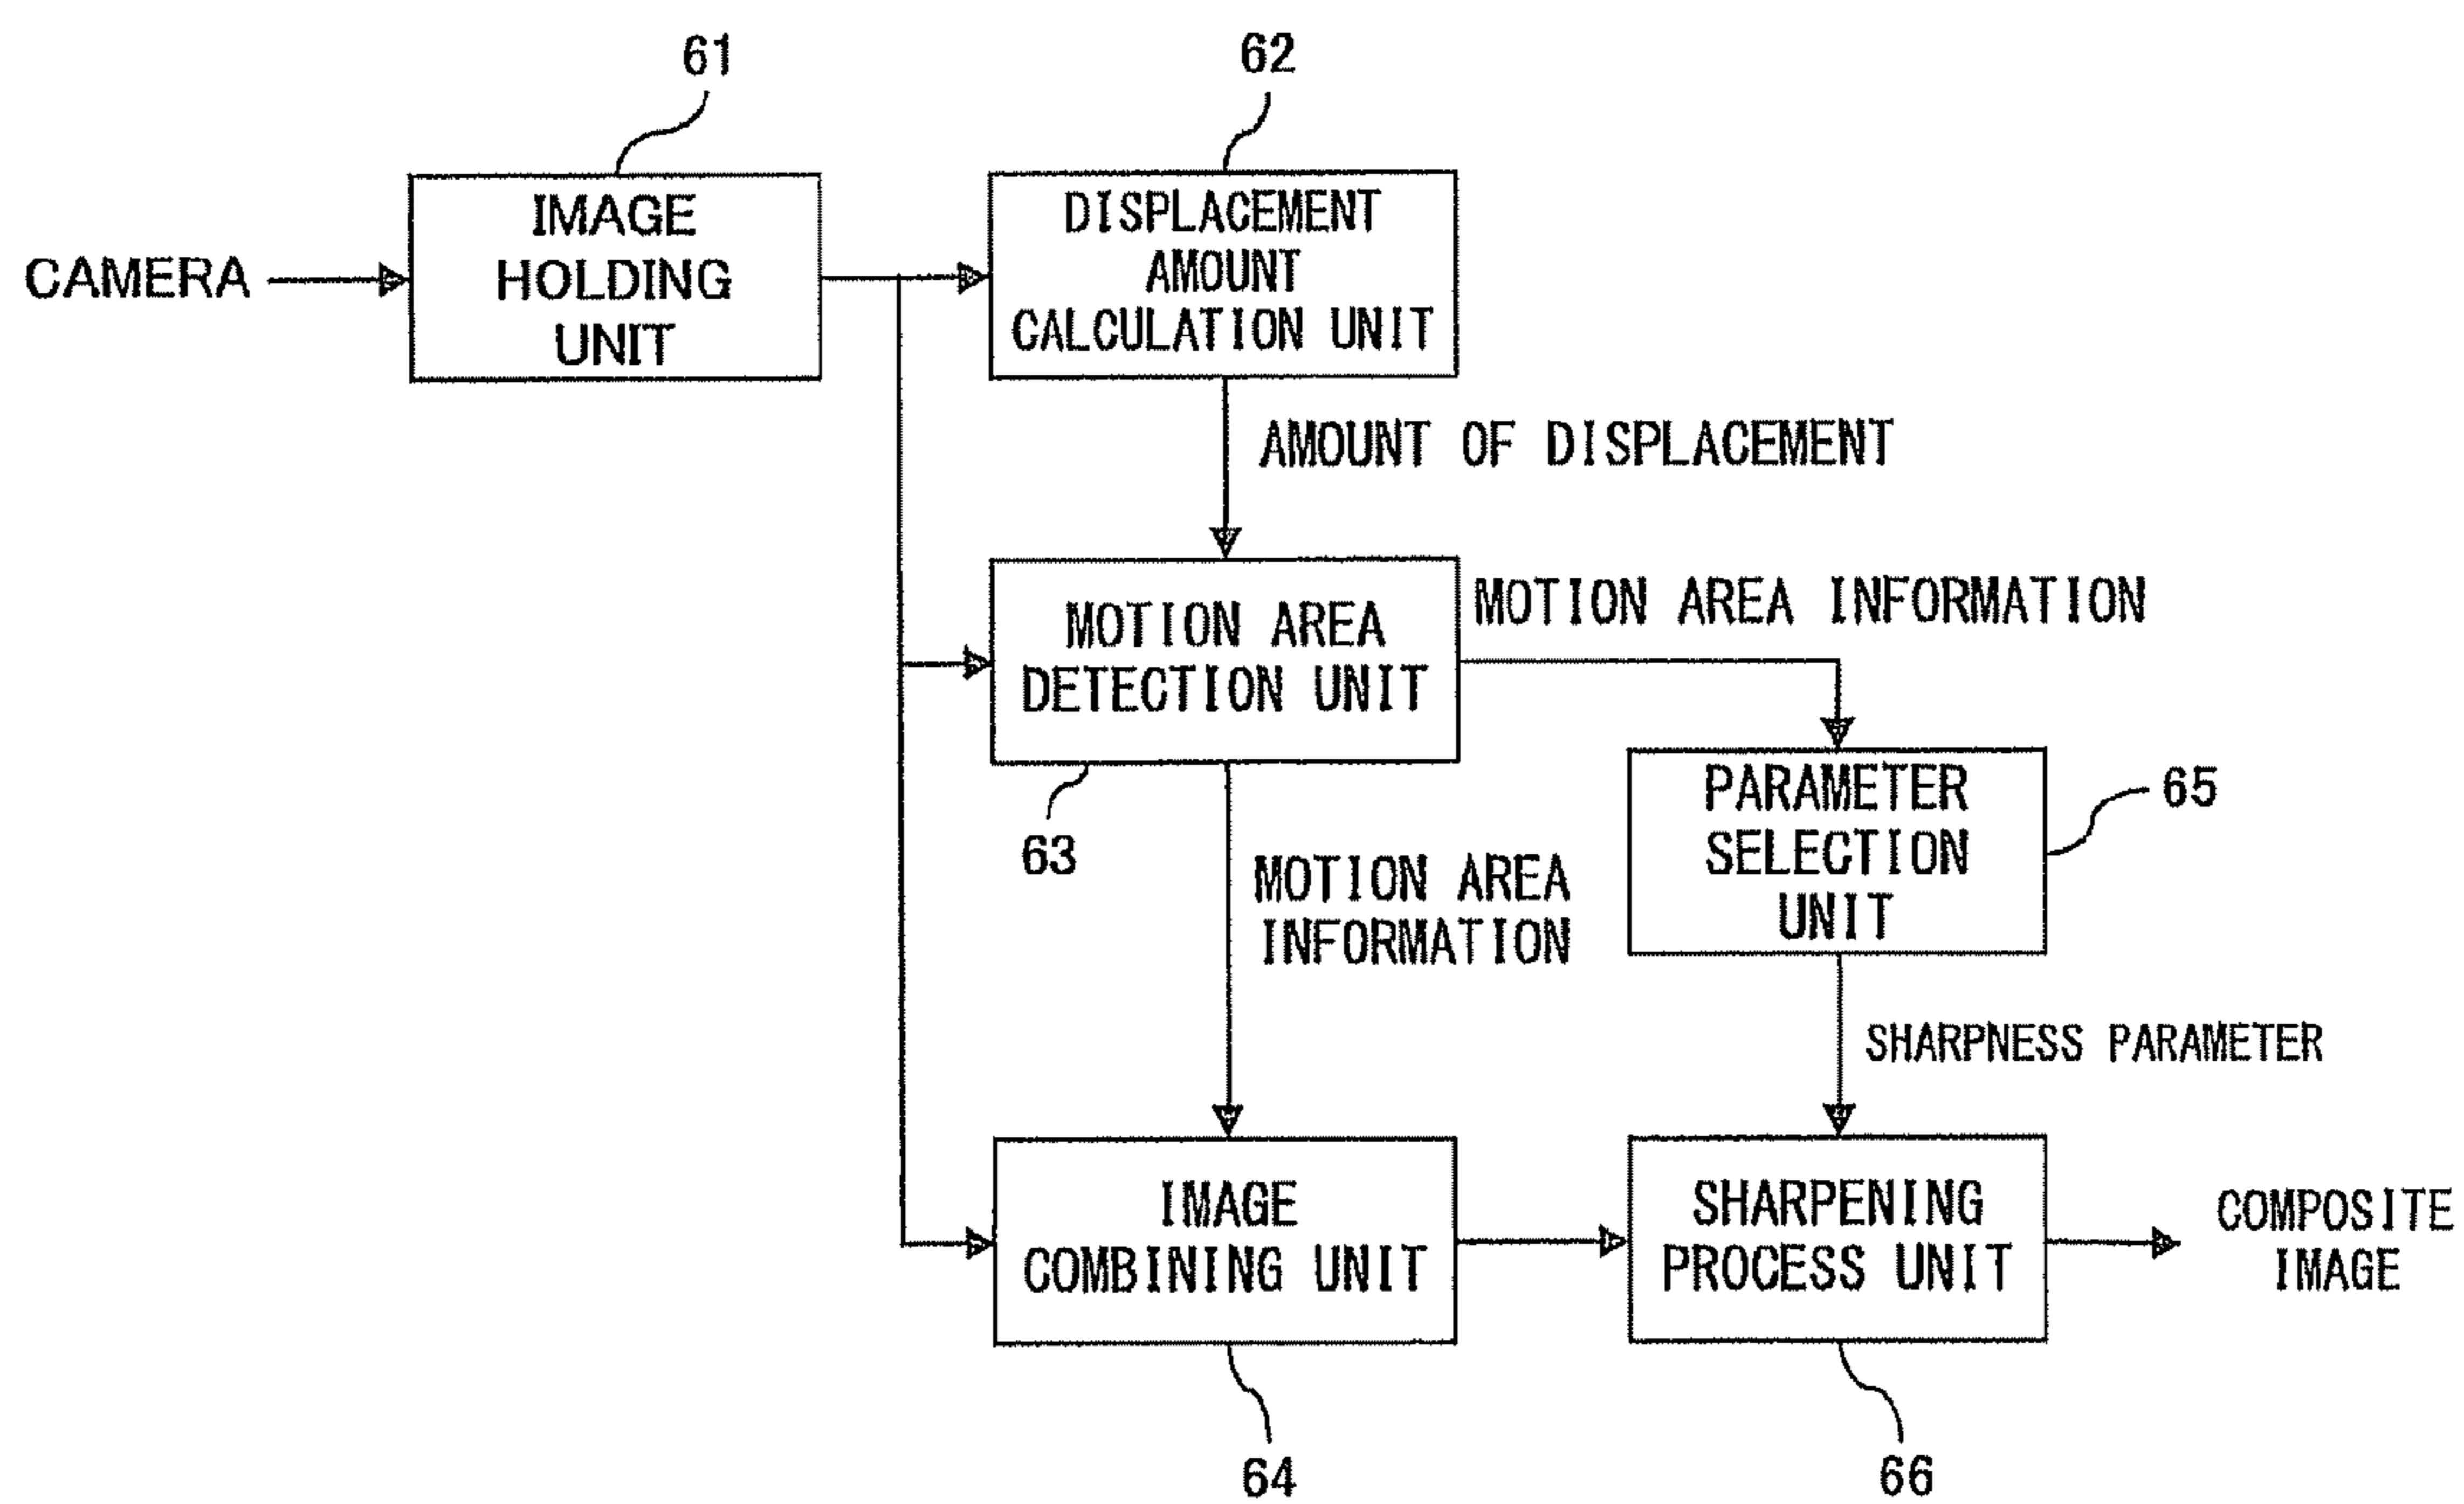 61
62
CAMERA
IMAGE
HOLDING
UNIT
DISPLACEMENT
AMOUNT
CALCULATION UNIT
AMOUNT OF DISPLACEMENT
MOTION AREA
DETECTION UNIT
63
MOTION AREA INFORMATION
PARAMETER
SELECTION
UNIT
65
MOTION AREA
INFORMATION
SHARPNESS PARAMETER
IMAGE
COMBINING UNIT
64
SHARPENING
PROCESS UNIT
66
COMPOSITE
IMAGE